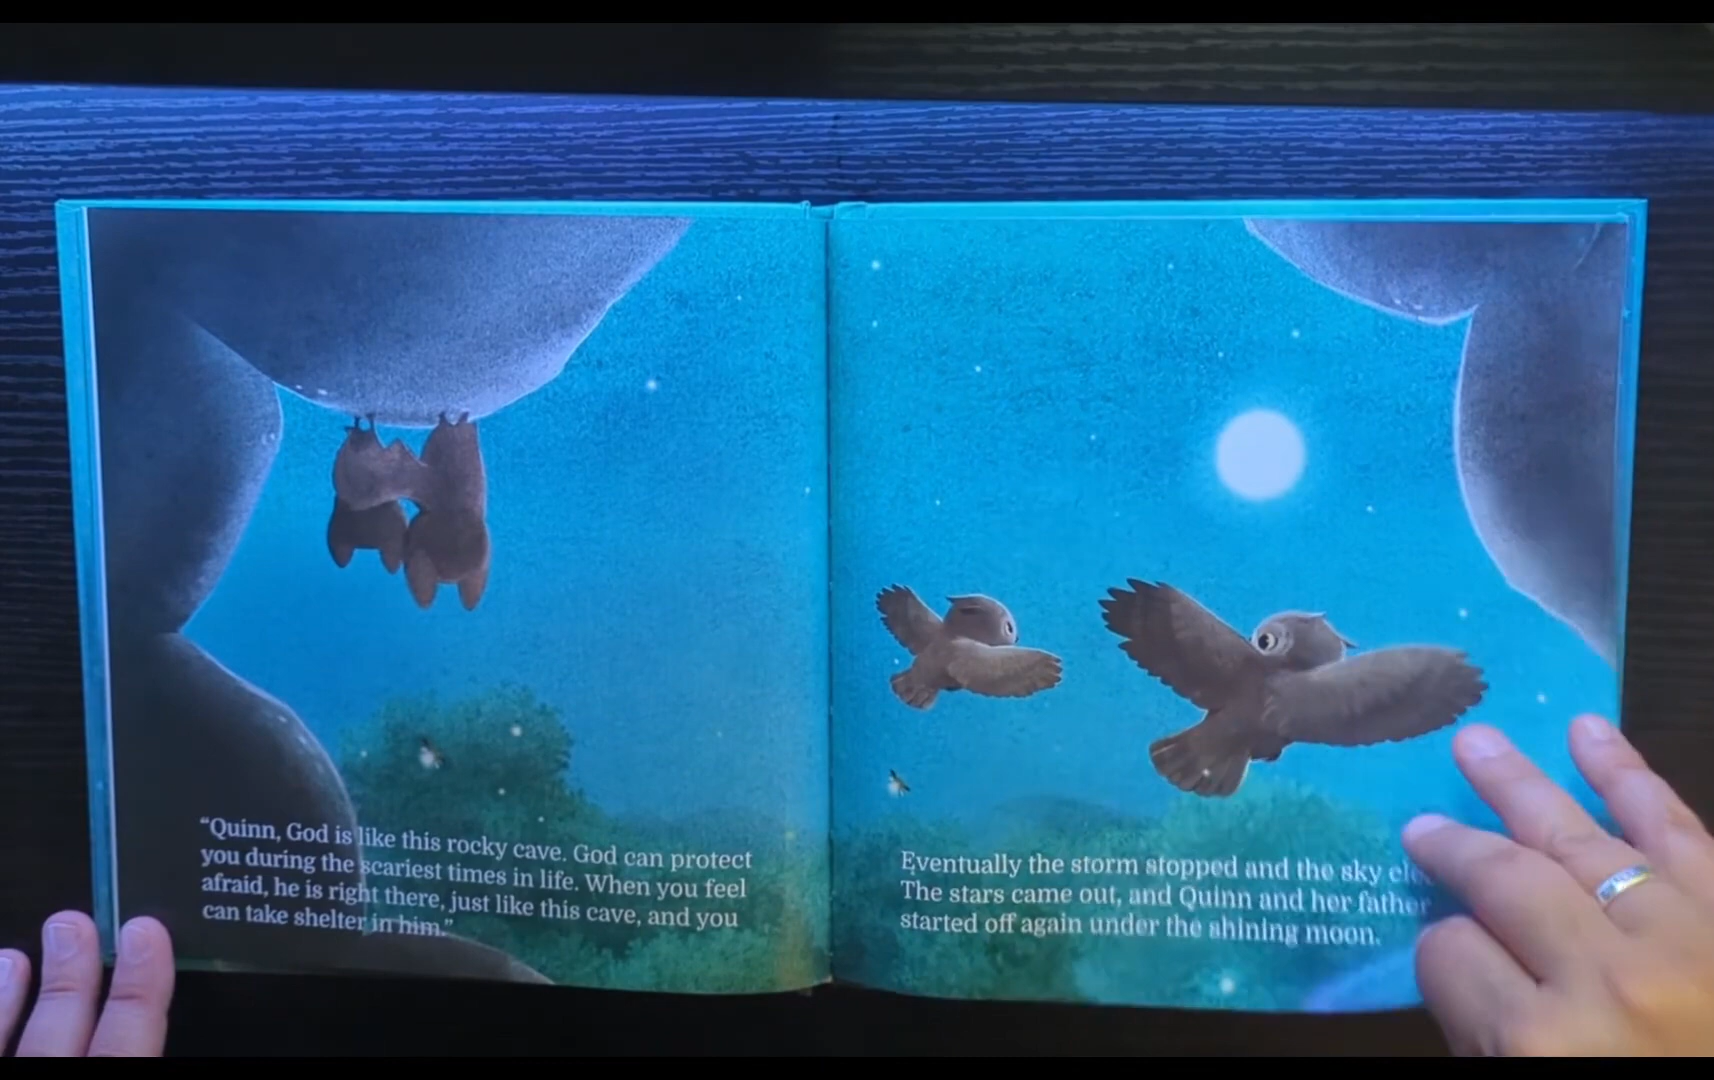 “Quinn, God is like this rocky cave. God can protect
you during the scariest times in life. When you feel
afraid, he is right there, just like this cave, and you
can take shelter in him.”
Eventually the storm stopped and the sky
The stars came out, and Quinn and her father
started off again under the shining moon.